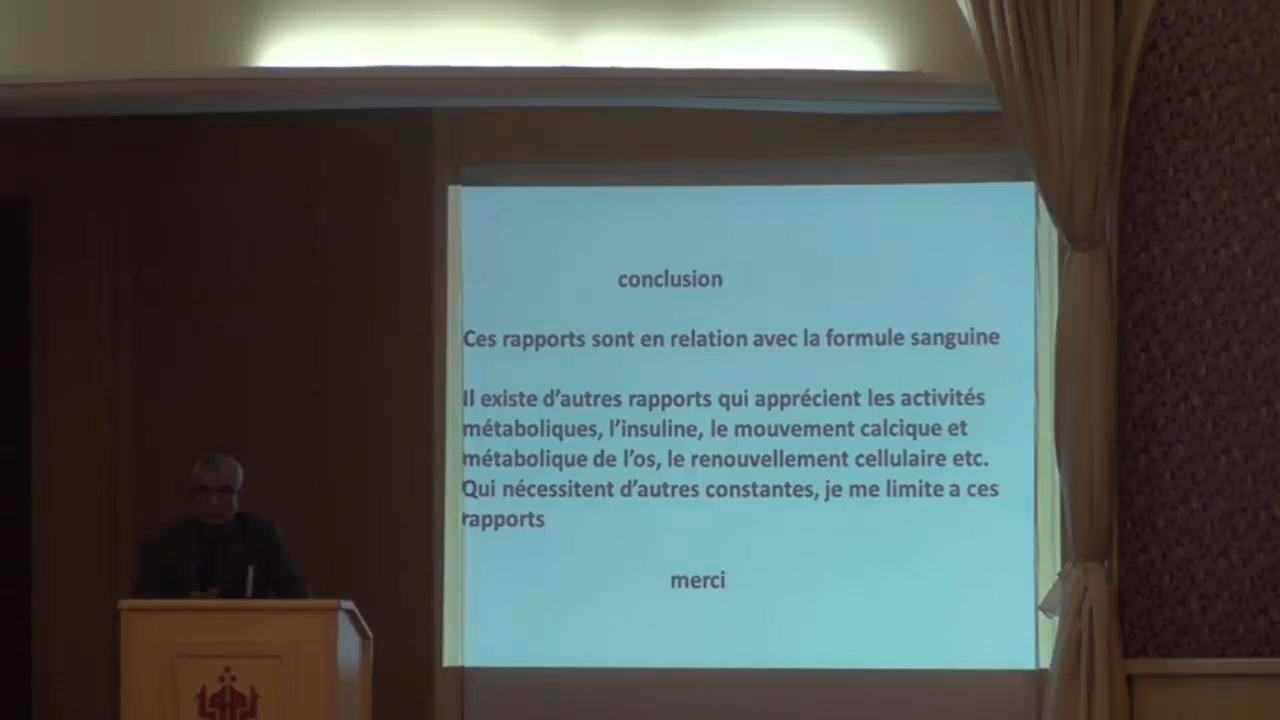 conclusion
Ces rapports sont en relation avec la formule sanguine
Il existe d'autres rapports qui apprécient les activités
métaboliques, l'insuline, le mouvement calcique et
métabolique de l'os, le renouvellement cellulaire etc.
Qui nécessitent d'autres constantes, je me limite a ces
rapports
merci